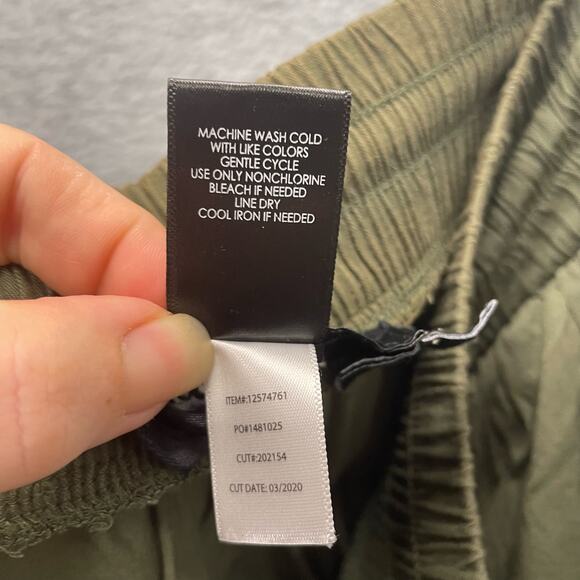 MACHINE WASH COLD
WITH LIKE COLORS
GENTLE CYCLE
USE ONLY NONCHLORINE
BLEACH IF NEEDED
LINE DRY
COOL IRON IF NEEDED
ITEM#:12574761
PO#1481025
CUT#:202154
CUT DATE: 03/2020